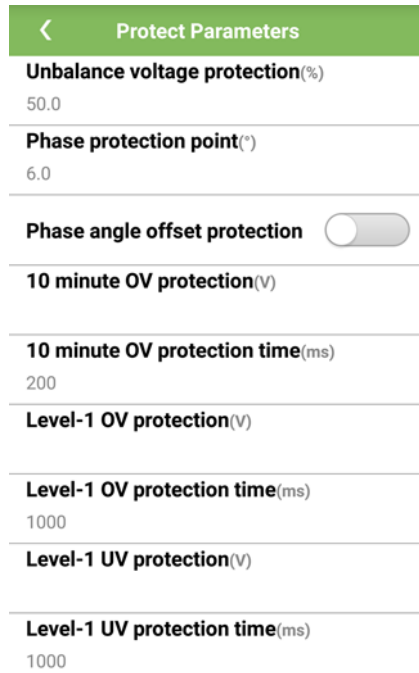 Protect Parameters
Unbalance voltage protection(%)
50.0
Phase protection point(°)
6.0
Phase angle offset protection
10 minute OV protection(V)
10 minute OV protection time(ms)
200
Level-1 OV protection(V)
Level-1 OV protection time(ms)
1000
Level-1 UV protection(V)
Level-1 UV protection time(ms)
1000